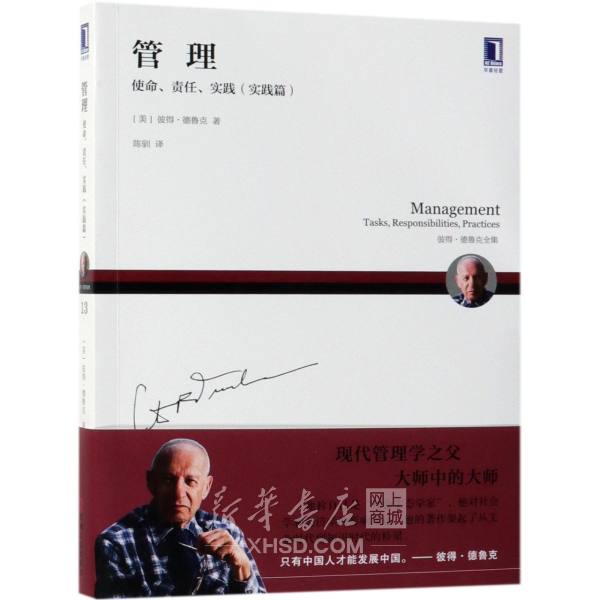 管理
使命、责任、实践（实践篇）
［美］彼得·德鲁克 著
陈驯 译
华章经管
Management
Tasks, Responsibilities, Practices
彼得·德鲁克全集
管理
使命、责任、实践（实践篇）
13
［美］彼得·德鲁克 著
现代管理学之父
大师中的大师
新华书店
网上
商城
XHSD.COM
只有中国人才能发展中国。——彼得·德鲁克